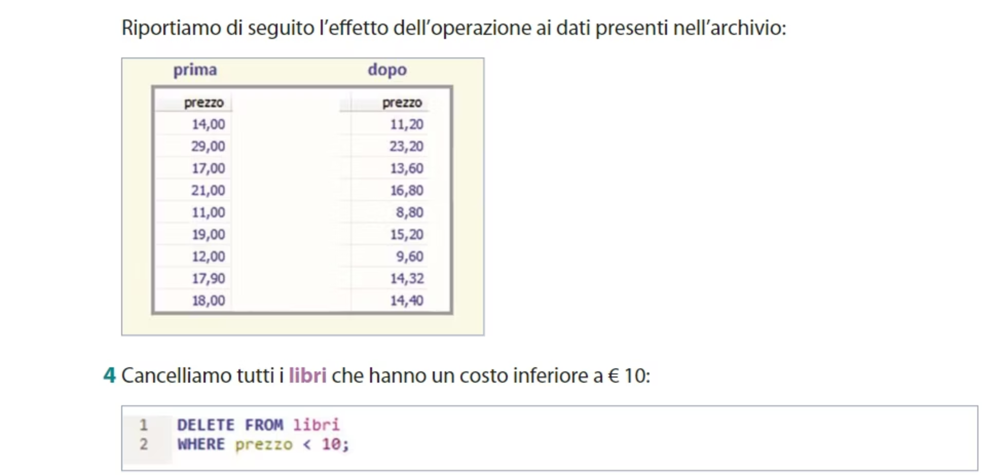 Riportiamo di seguito l’effetto dell’operazione ai dati presenti nell’archivio:
prima dopo
prezzo prezzo
14,00 11,20
29,00 23,20
17,00 13,60
21,00 16,80
11,00 8,80
19,00 15,20
12,00 9,60
17,90 14,32
18,00 14,40
4 Cancelliamo tutti i libri che hanno un costo inferiore a € 10:
1 DELETE FROM libri
2 WHERE prezzo < 10;